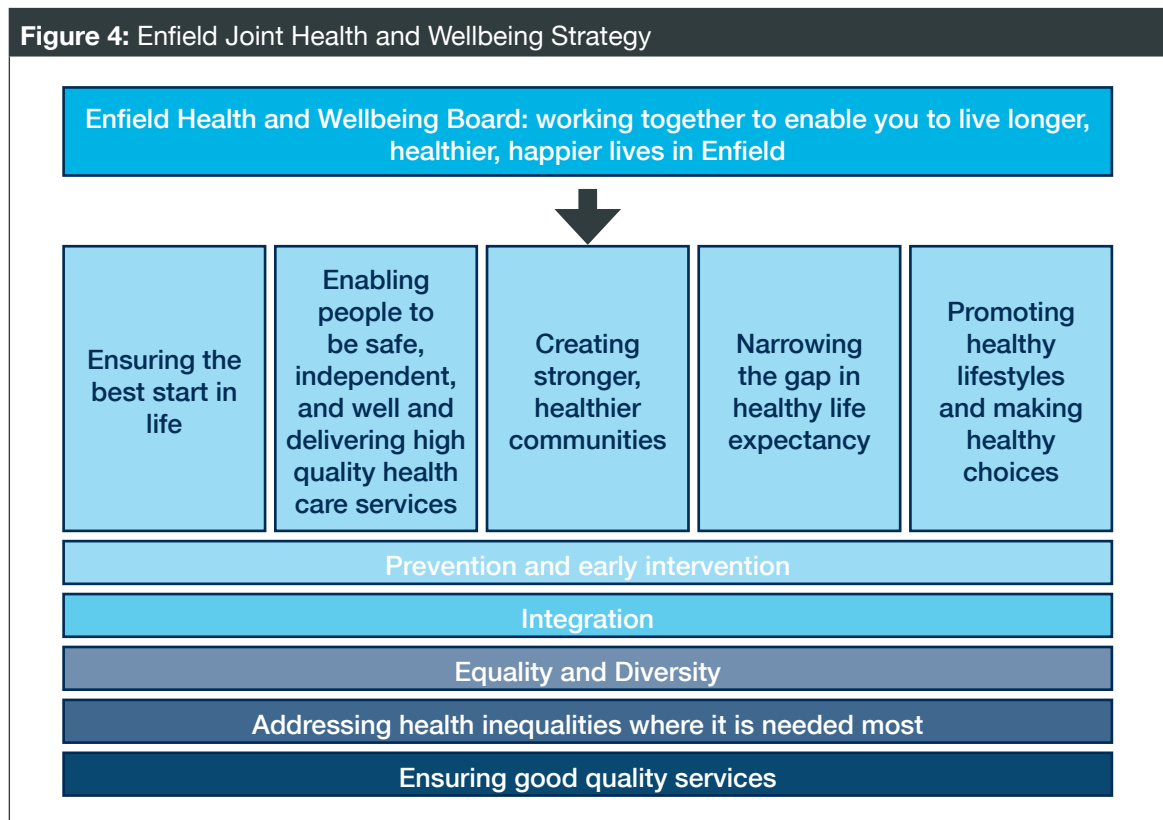 Figure 4: Enfield Joint Health and Wellbeing Strategy
Enfield Health and Wellbeing Board: working together to enable you to live longer,
healthier, happier lives in Enfield
Ensuring the
best start in
life
Enabling
people to
be safe,
independent,
and well and
delivering high
quality health
care services
Creating
stronger,
healthier
communities
Narrowing
the gap in
healthy life
expectancy
Promoting
healthy
lifestyles
and making
healthy
choices
Prevention and early intervention
Integration
Equality and Diversity
Addressing health inequalities where it is needed most
Ensuring good quality services